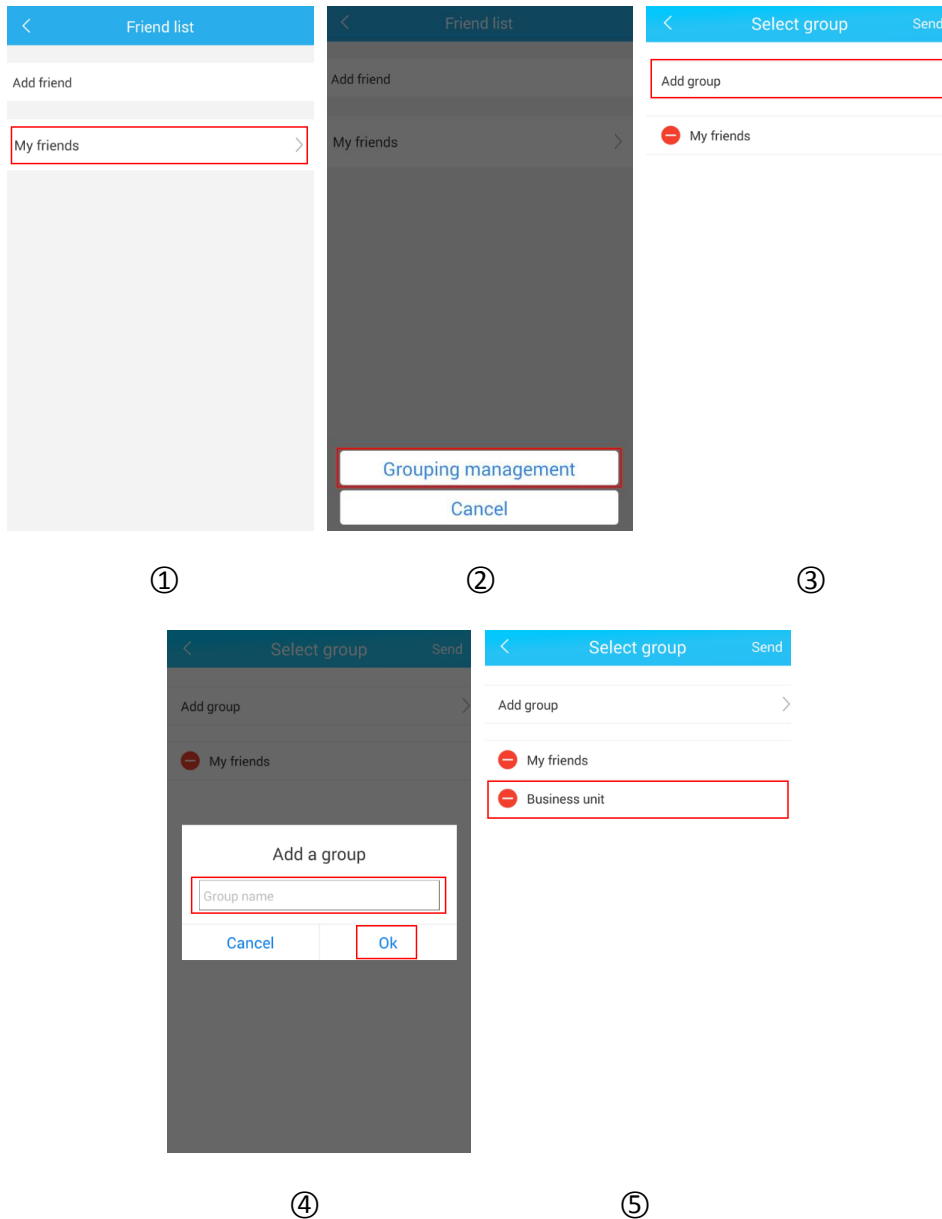 Friend list
Add friend
My friends
Friend list
Add friend
My friends
Grouping management
Cancel
Select group Send
Add group
My friends
① ② ③
Select group Send
Add group
My friends
Add a group
Group name
Cancel Ok
Select group Send
Add group
My friends
Business unit
④ ⑤